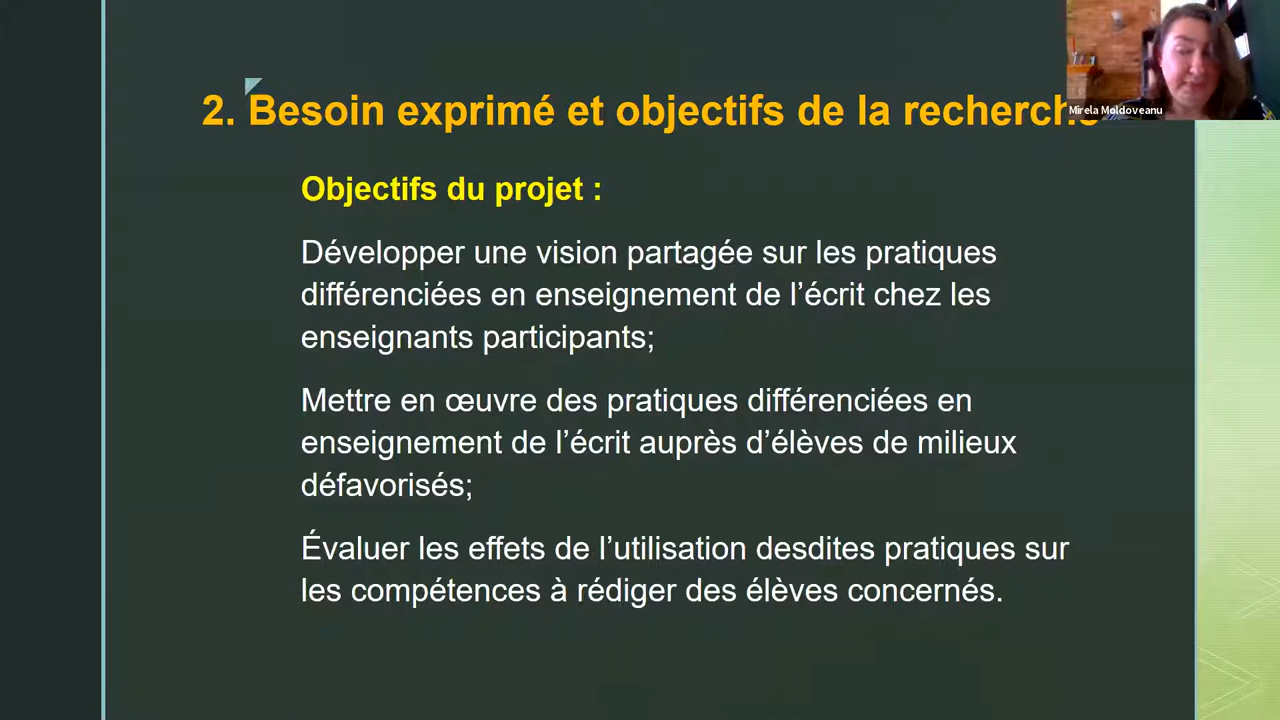 2. Besoin exprimé et objectifs de la recherche
Mirela Moldoveanu
Objectifs du projet :
Développer une vision partagée sur les pratiques
différenciées en enseignement de l’écrit chez les
enseignants participants;
Mettre en œuvre des pratiques différenciées en
enseignement de l’écrit auprès d’élèves de milieux
défavorisés;
Évaluer les effets de l’utilisation desdites pratiques sur
les compétences à rédiger des élèves concernés.